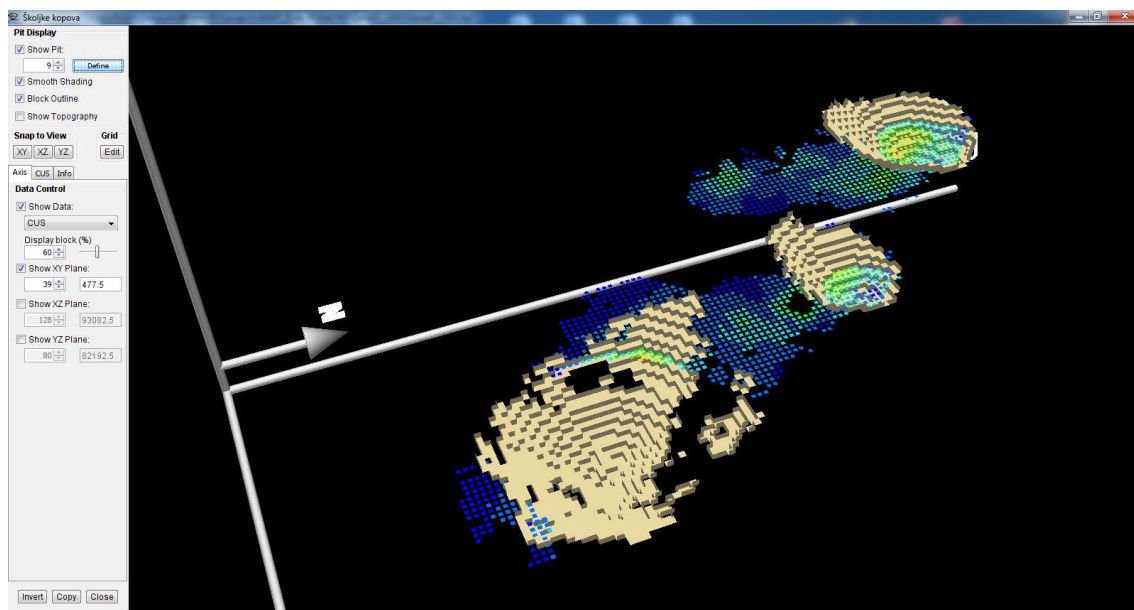 Školjke kopova
Pit Display
Show Pit:
9 Define
Smooth Shading
Block Outline
Show Topography
Snap to View Grid
XY XZ YZ Edit
Axis CUS Info
Data Control
Show Data:
CUS
Display block (%)
60
Show XY Plane:
39 477.5
Show XZ Plane:
128 93082.5
Show YZ Plane:
80 82192.5
N
Invert Copy Close